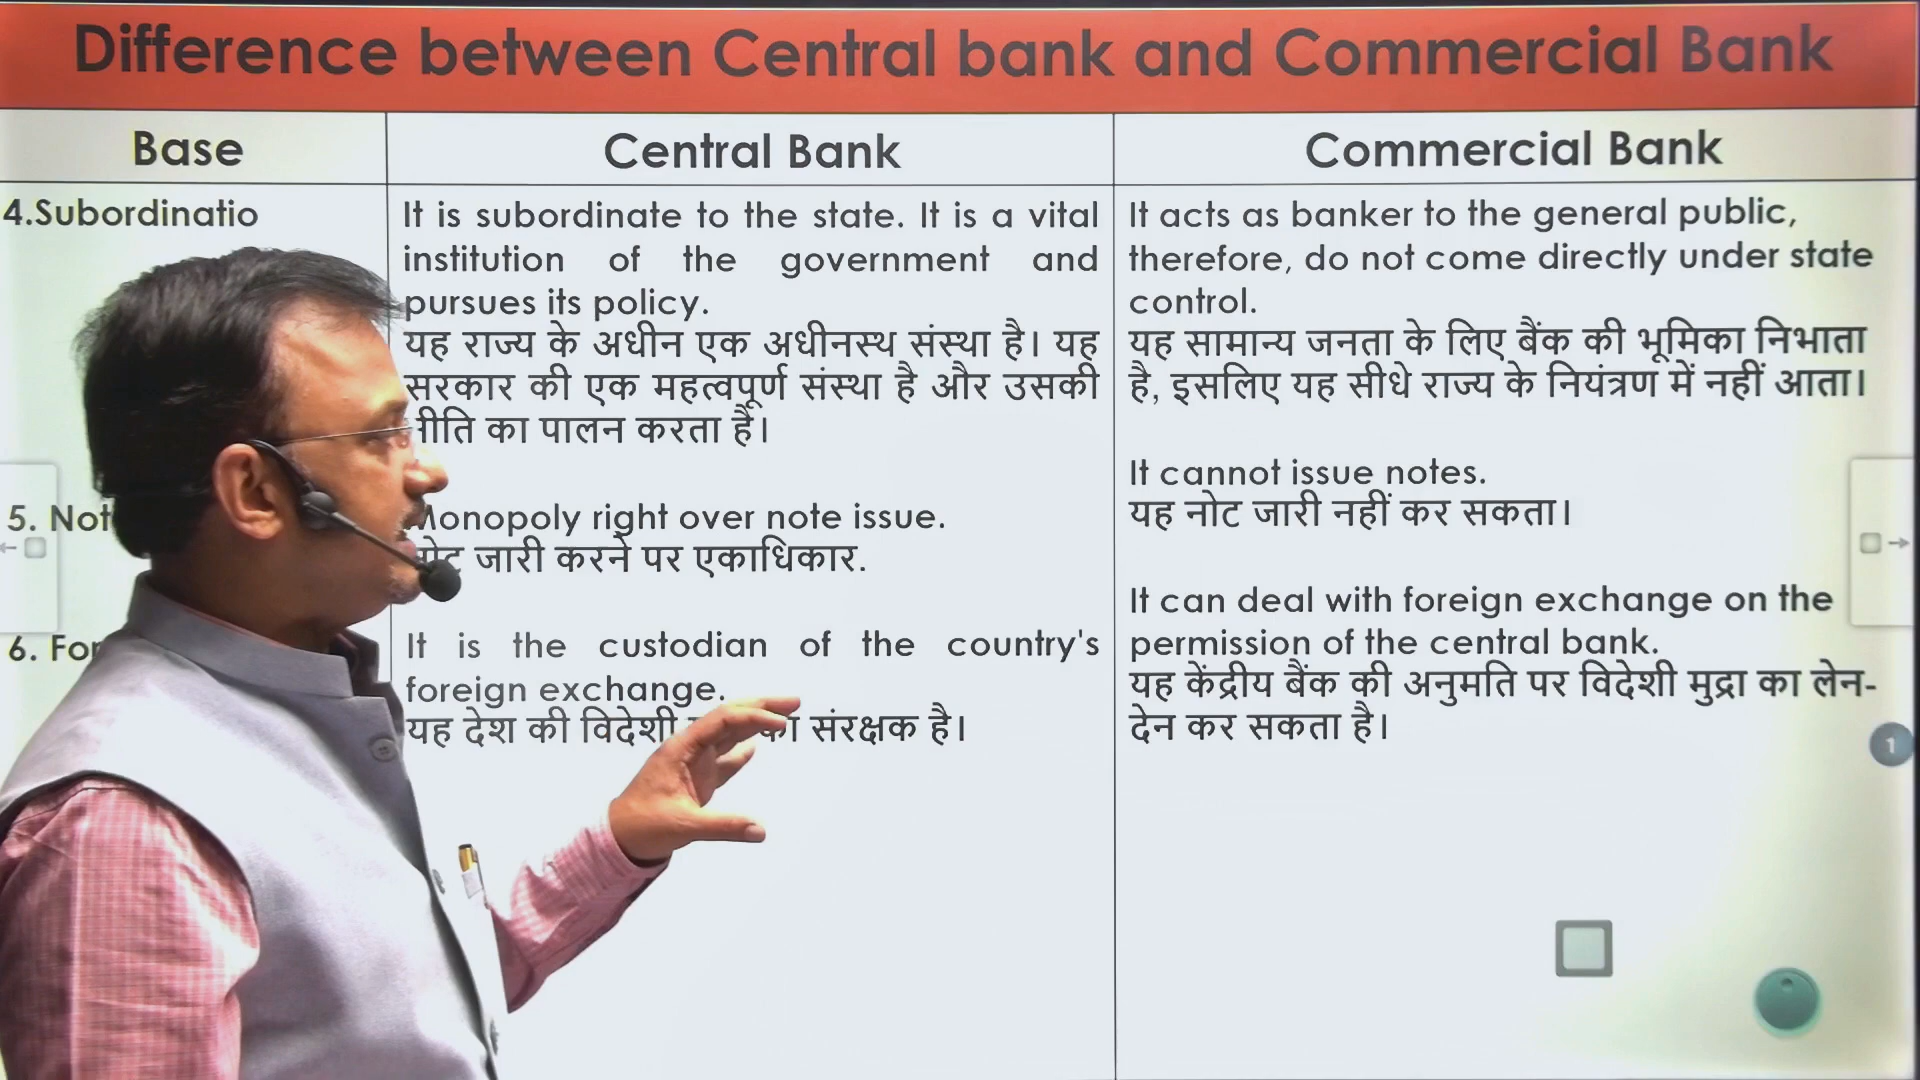 Difference between Central bank and Commercial Bank
Base
Central Bank
Commercial Bank
4.Subordinatio
It is subordinate to the state. It is a vital
institution of the government and
pursues its policy.
यह राज्य के अधीन एक अधीनस्थ संस्था है। यह
सरकार की एक महत्वपूर्ण संस्था है और उसकी
का पालन करता है।
It acts as banker to the general public,
therefore, do not come directly under state
control.
यह सामान्य जनता के लिए बैंक की भूमिका निभाता
है, इसलिए यह सीधे राज्य के नियंत्रण में नहीं आता।
5.
Monopoly right over note issue.
जारी करने पर एकाधिकार.
It cannot issue notes.
यह नोट जारी नहीं कर सकता।
6.
It is the custodian of the country's
foreign exchange.
यह देश की विदेशी का संरक्षक है।
It can deal with foreign exchange on the
permission of the central bank.
यह केंद्रीय बैंक की अनुमति पर विदेशी मुद्रा का लेन-
देन कर सकता है।
1